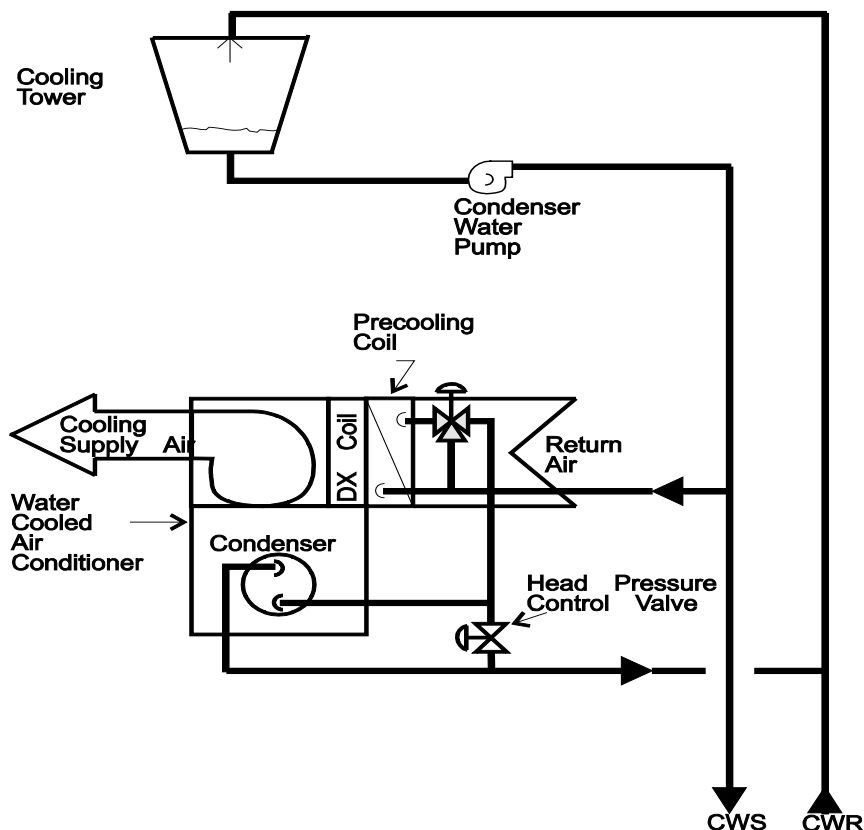 Cooling
Tower
Condenser
Water
Pump
Precooling
Coil
Cooling
Supply Air
DX Coil
Return
Air
Water
Cooled
Air
Conditioner
Condenser
Head Pressure
Control Valve
CWS
CWR